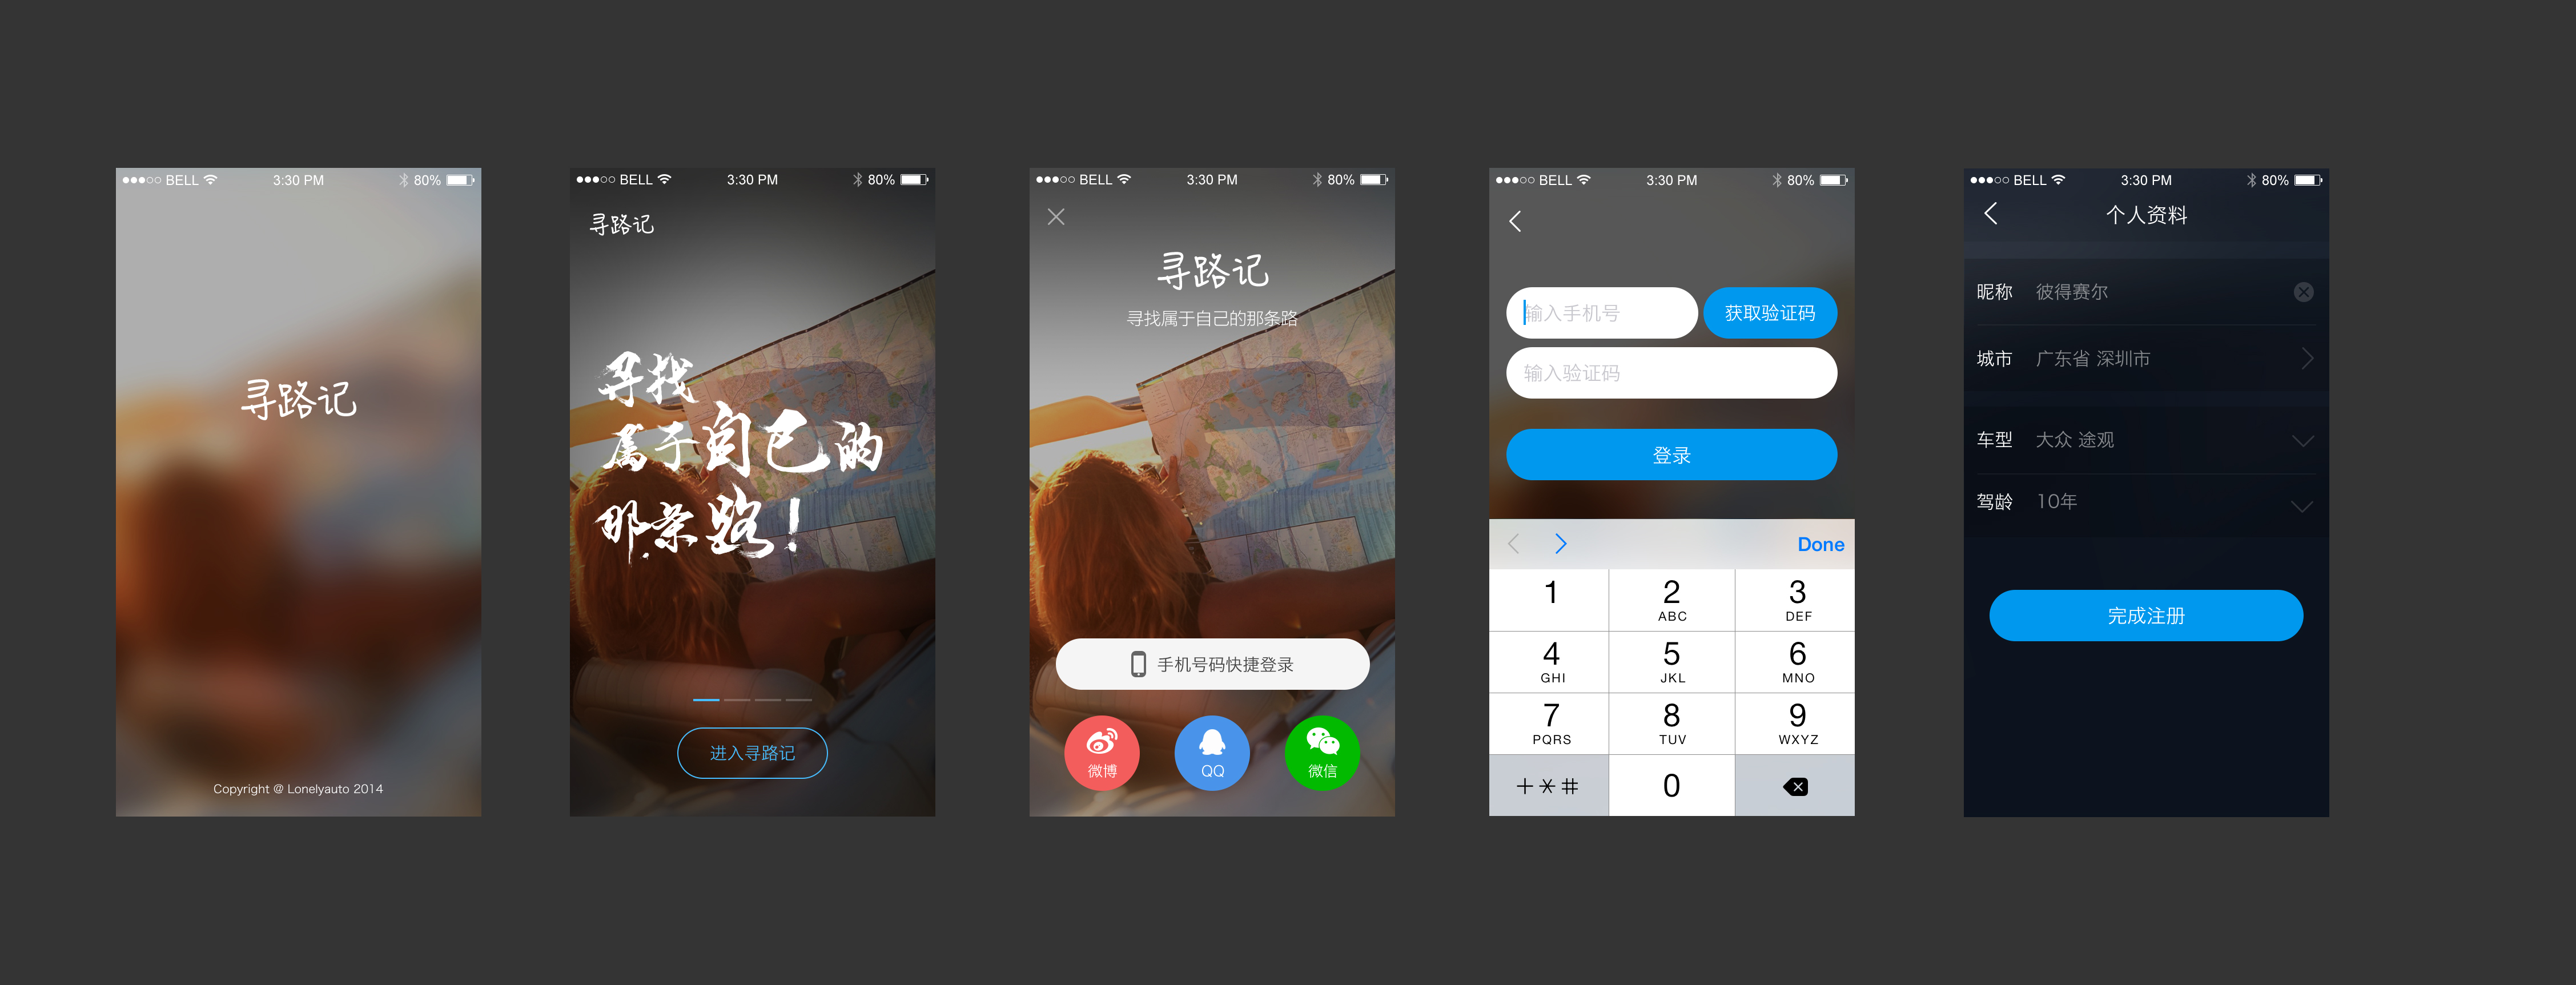 BELL 3:30 PM 80%
寻路记
Copyright @ Lonelyauto 2014
BELL 3:30 PM 80%
寻路记
寻找
属于自己的
那条路！
进入寻路记
BELL 3:30 PM 80%
寻路记
寻找属于自己的那条路
手机号码快捷登录
微博 QQ 微信
BELL 3:30 PM 80%
输入手机号 获取验证码
输入验证码
登录
Done
1 2 3
ABC DEF
4 5 6
GHI JKL MNO
7 8 9
PQRS TUV WXYZ
+*# 0
BELL 3:30 PM 80%
个人资料
昵称 彼得赛尔
城市 广东省 深圳市
车型 大众 途观
驾龄 10年
完成注册